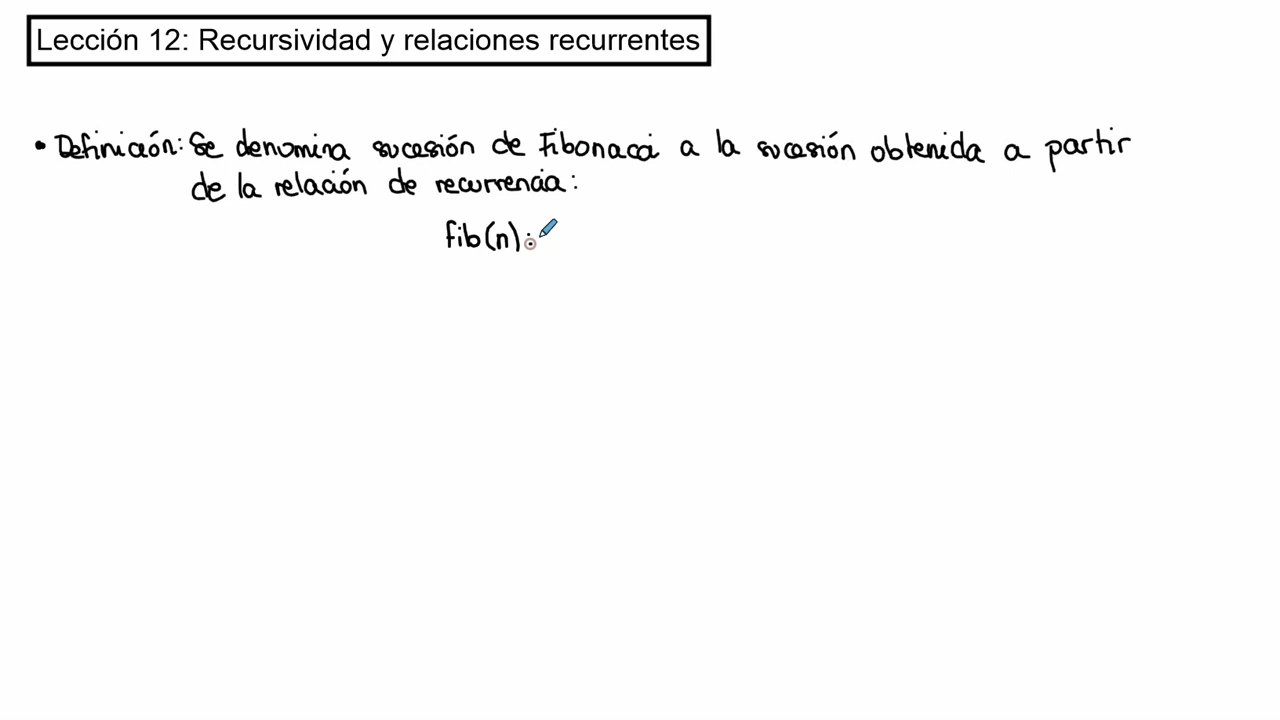 Lección 12: Recursividad y relaciones recurrentes
• Definición: Se denomina sucesión de Fibonacci a la sucesión obtenida a partir
de la relación de recurrencia:
fib(n):